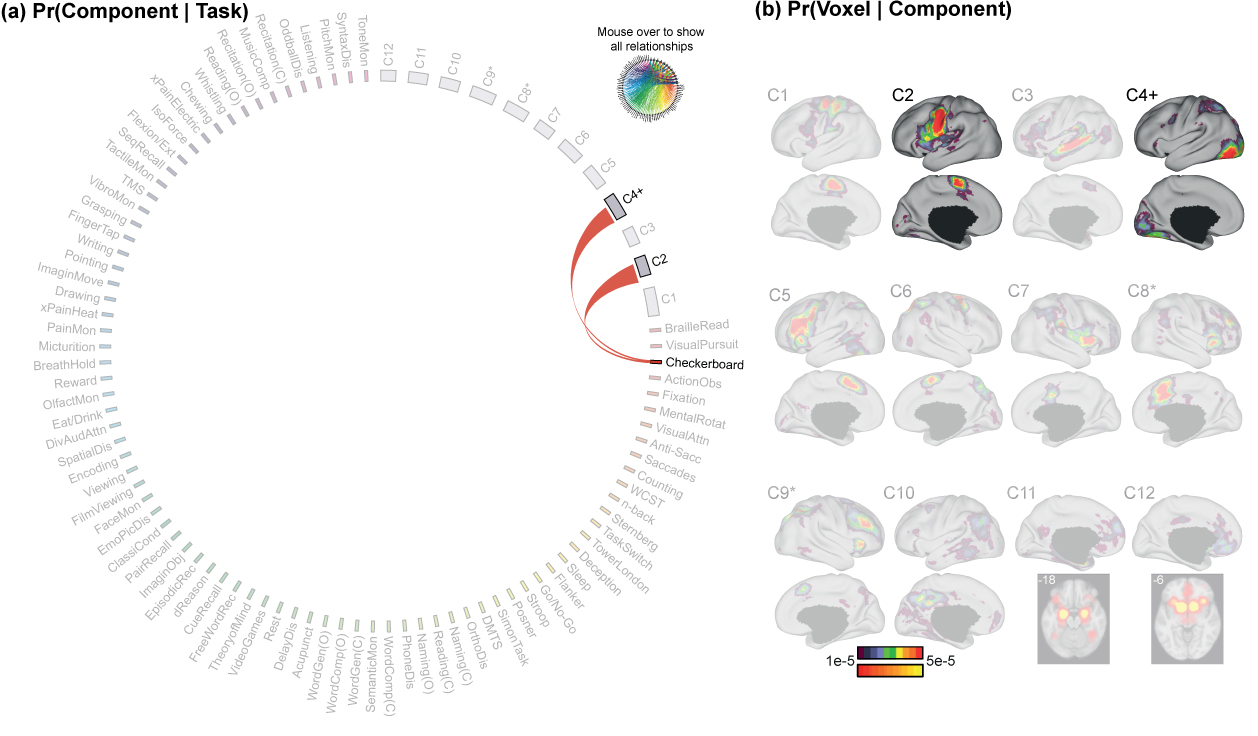 (a) Pr(Component | Task)
Mouse over to show
all relationships
C12
C11
C10
C9*
C8*
C7
C6
C5
C4+
C3
C2
C1
BrailleRead
VisualPursuit
Checkerboard
ActionObs
Fixation
MentalRotat
VisualAttn
Anti-Sacc
Saccades
Counting
WCST
n-back
Sternberg
TaskSwitch
TowerLondon
Deception
Sleep
Flanker
Go/No-Go
Stroop
Posner
SimonTask
DMTS
OrthoDis
Naming(C)
Reading(C)
Naming(O)
PhoneDis
WordComp(C)
SemanticMon
WordGen(C)
WordComp(O)
WordGen(O)
Acupunct
DelayDis
Rest
VideoGames
TheoryofMind
FreeWordRec
CueRecall
dReason
EpisodicRec
ImaginObj
PairRecall
ClassiCond
EmoPicDis
FaceMon
FilmViewing
Viewing
Encoding
SpatialDis
DivAudAttn
Eat/Drink
OlfactMon
Reward
BreathHold
Micturition
PainMon
xPainHeat
Drawing
ImaginMove
Pointing
Writing
FingerTap
Grasping
VibroMon
TMS
TactileMon
SeqRecall
Flexion/Ext
IsoForce
xPainElectric
Chewing
Whistling
Reading(O)
Recitation(O)
MusicComp
Recitation(C)
OddballDis
Listening
PitchMon
SyntaxDis
ToneMon
(b) Pr(Voxel | Component)
C1
C2
C3
C4+
C5
C6
C7
C8*
C9*
C10
C11
C12
-18
-6
1e-5
5e-5